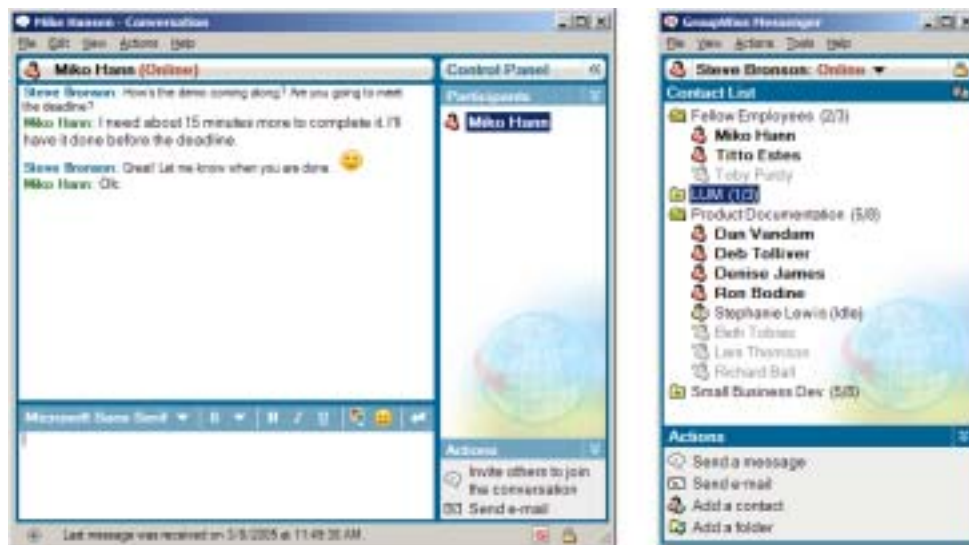 Miko Hann - Conversation
File Edit View Actions Help
Miko Hann (Online)
Steve Bronson: How's the demo coming along? Are you going to meet
the deadline?
Miko Hann: I need about 15 minutes more to complete it. I'll
have it done before the deadline.
Steve Bronson: Great! Let me know when you are done.
Miko Hann: Ok.
Microsoft Sans Serif
B I U
Control Panel
Participants
Miko Hann
Actions
Invite others to join
the conversation
Send e-mail
Last message was received on 5/9/2005 at 11:49:30 AM.
GroupWise Messenger
File View Actions Tools Help
Steve Bronson: Online
Contact List
Fellow Employees (2/3)
Miko Hann
Titto Estes
Toby Purdy
LUM (1/3)
Product Documentation (5/8)
Dan Vandam
Deb Tolliver
Denise James
Ron Bodine
Stephanie Lewis (Idle)
Beth Tobias
Lars Thomsen
Richard Ball
Small Business Dev (5/8)
Actions
Send a message
Send e-mail
Add a contact
Add a folder